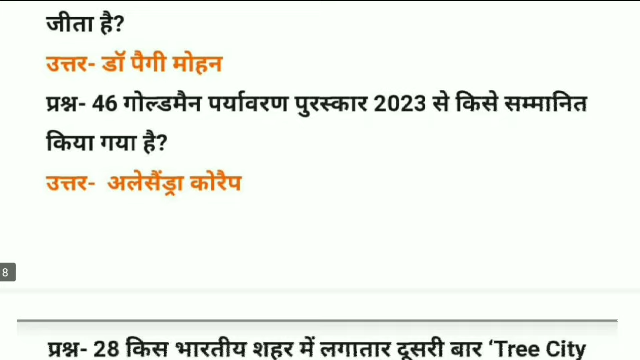 जीता है?
उत्तर- डॉ पैगी मोहन
प्रश्न- 46 गोल्डमैन पर्यावरण पुरस्कार 2023 से किसे सम्मानित
किया गया है?
उत्तर- अलेसैंड्रा कोरैप
8
प्रश्न- 28 किस भारतीय शहर में लगातार दूसरी बार ‘Tree City